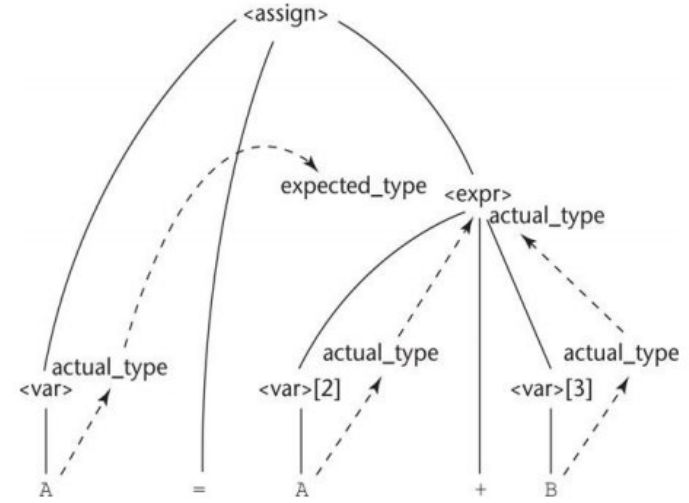 <assign>
expected_type
<expr>
actual_type
actual_type
<var>
actual_type
<var>[2]
actual_type
<var>[3]
A
=
A
+
B